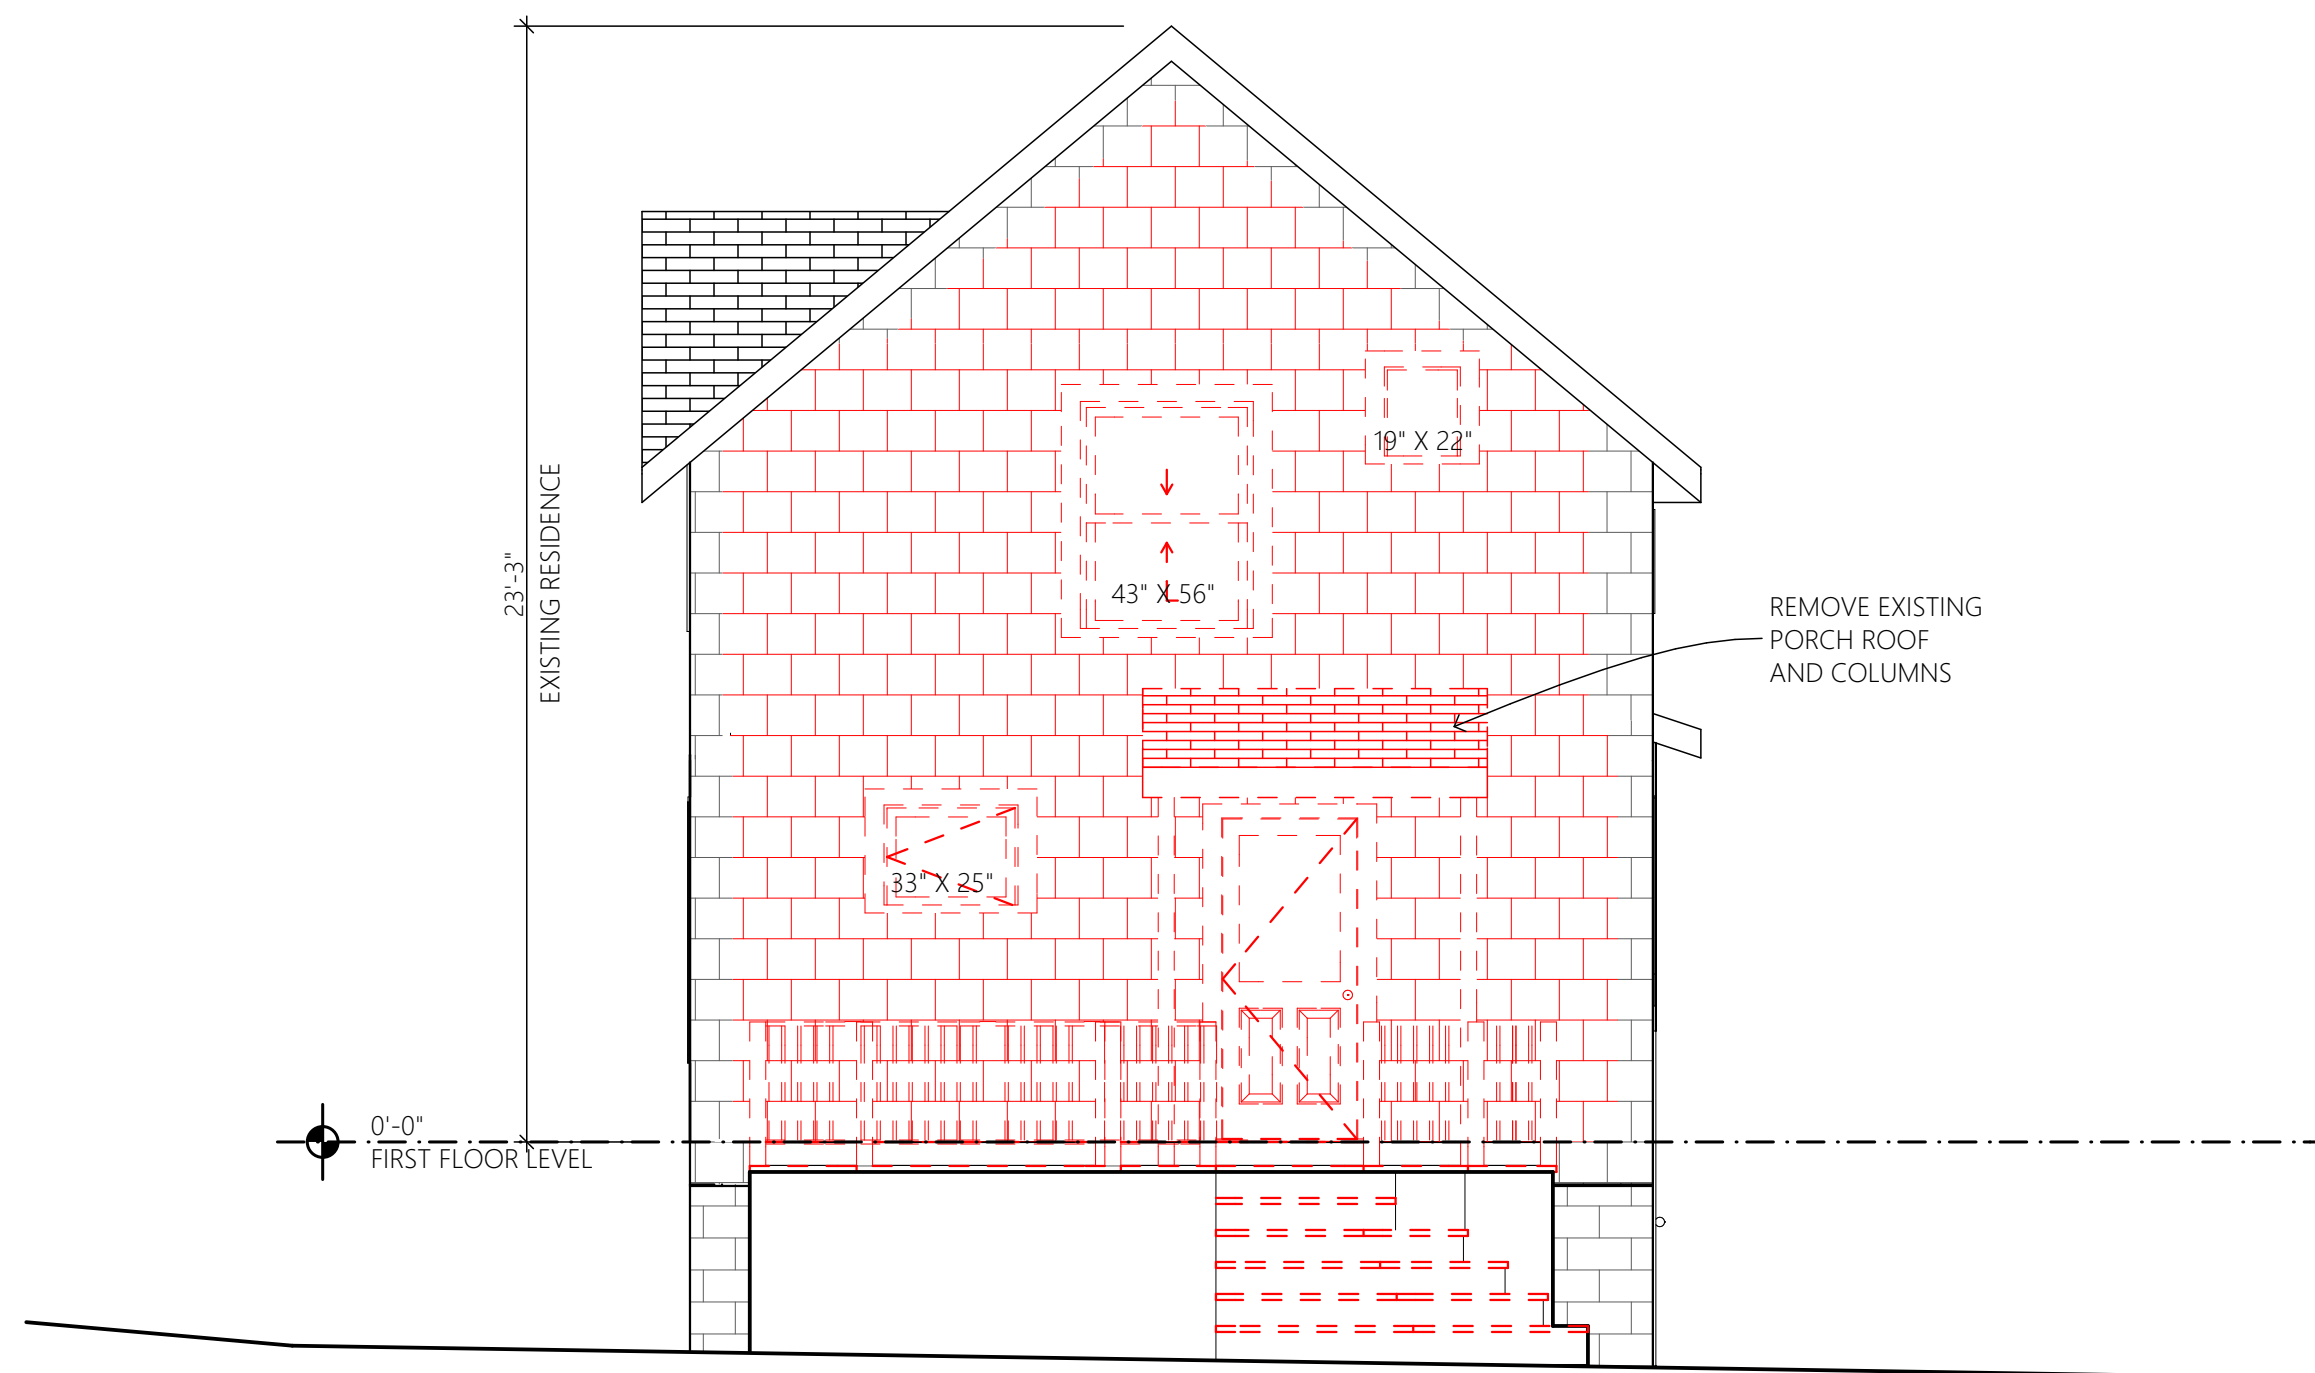 23'-3"
EXISTING RESIDENCE
19" X 22"
43" X 56"
REMOVE EXISTING
PORCH ROOF
AND COLUMNS
33" X 25"
0'-0"
FIRST FLOOR LEVEL